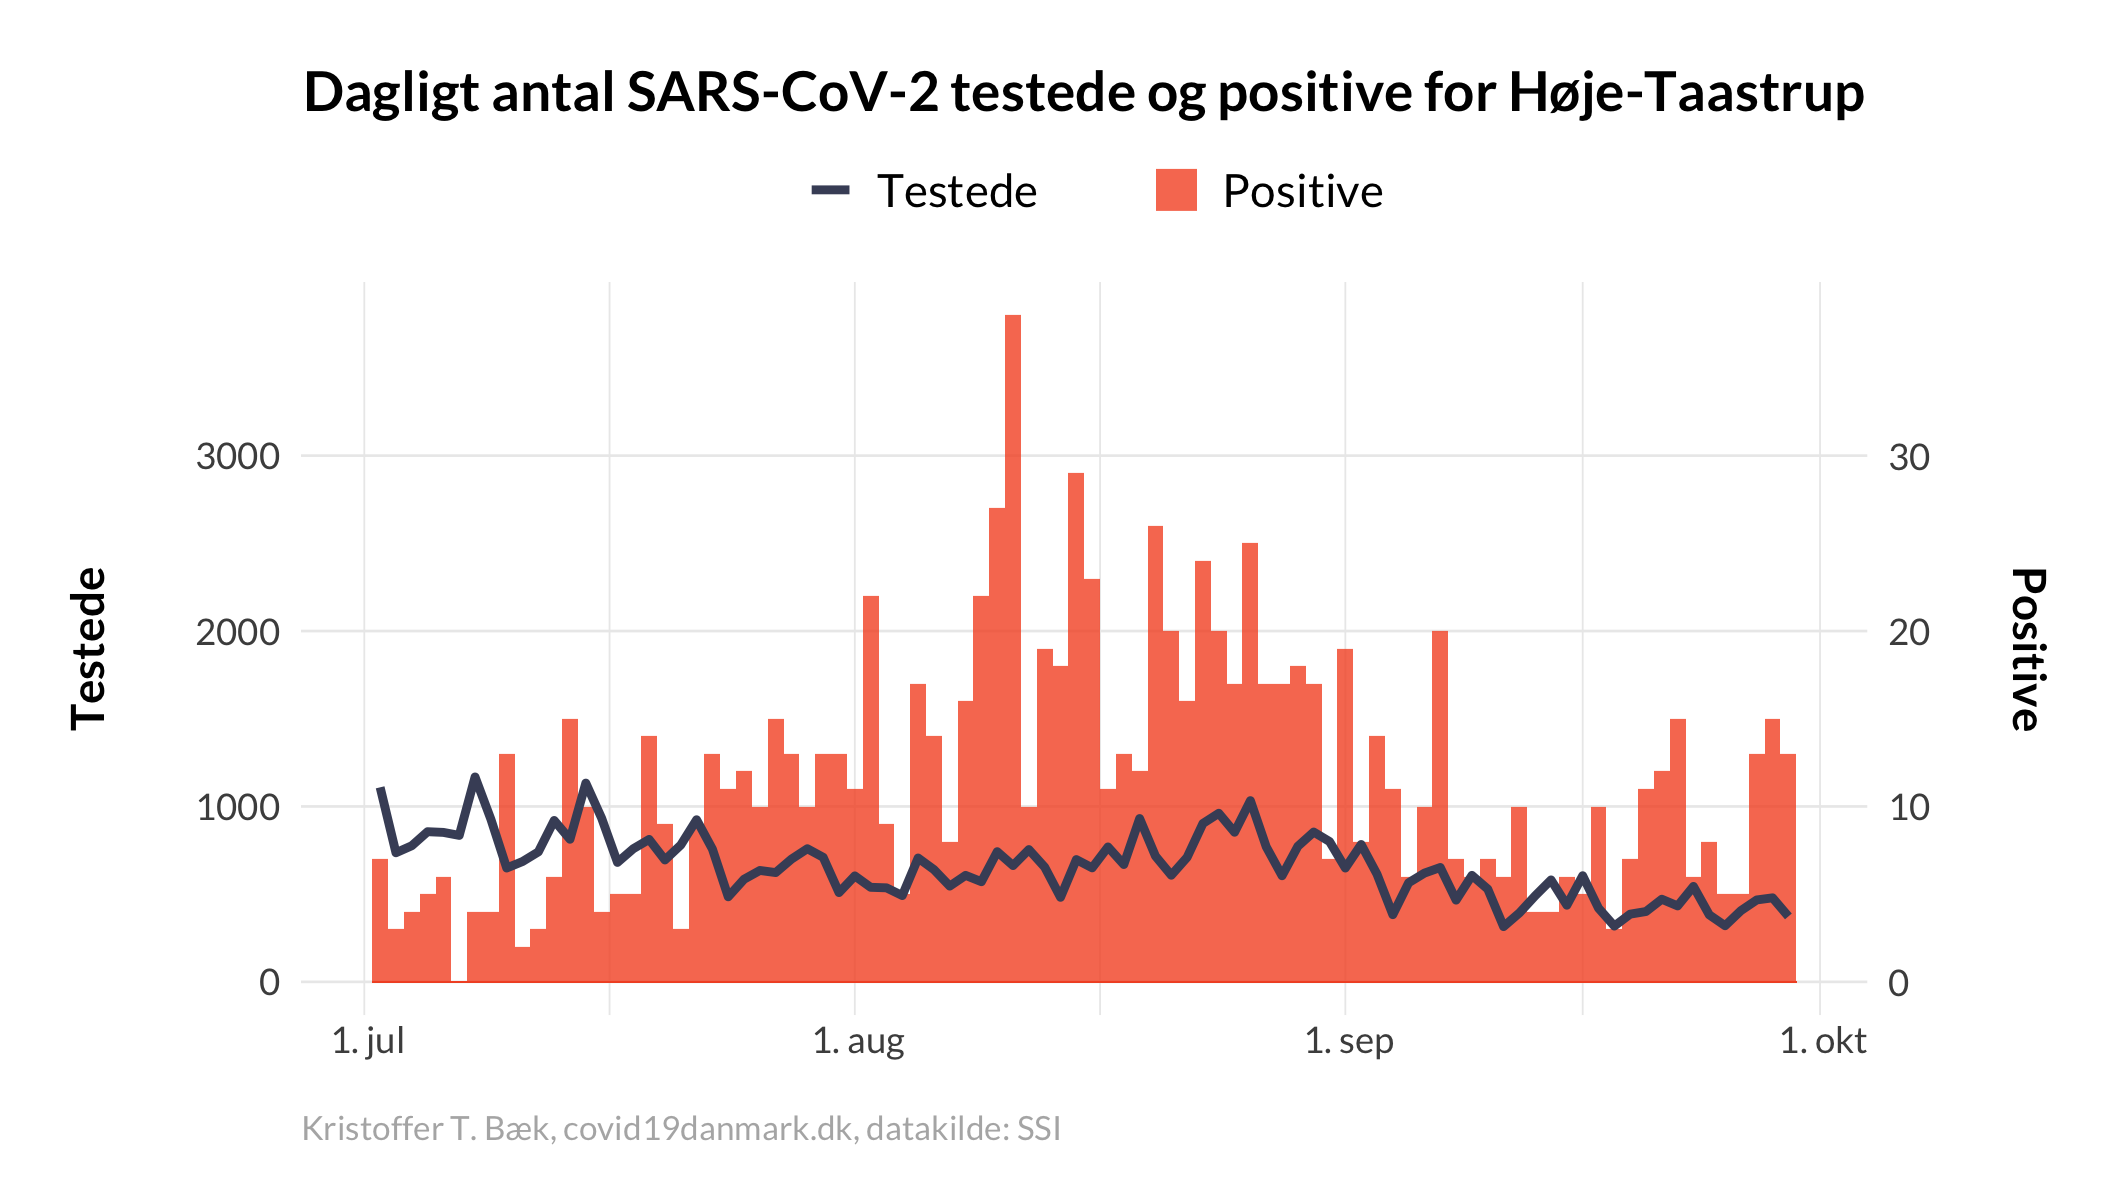 Dagligt antal SARS-CoV-2 testede og positive for Høje-Taastrup
Testede
Positive
3000
2000
1000
0
Testede
30
20
10
0
Positive
1. jul
1. aug
1. sep
1. okt
Kristoffer T. Bæk, covid19danmark.dk, datakilde: SSI